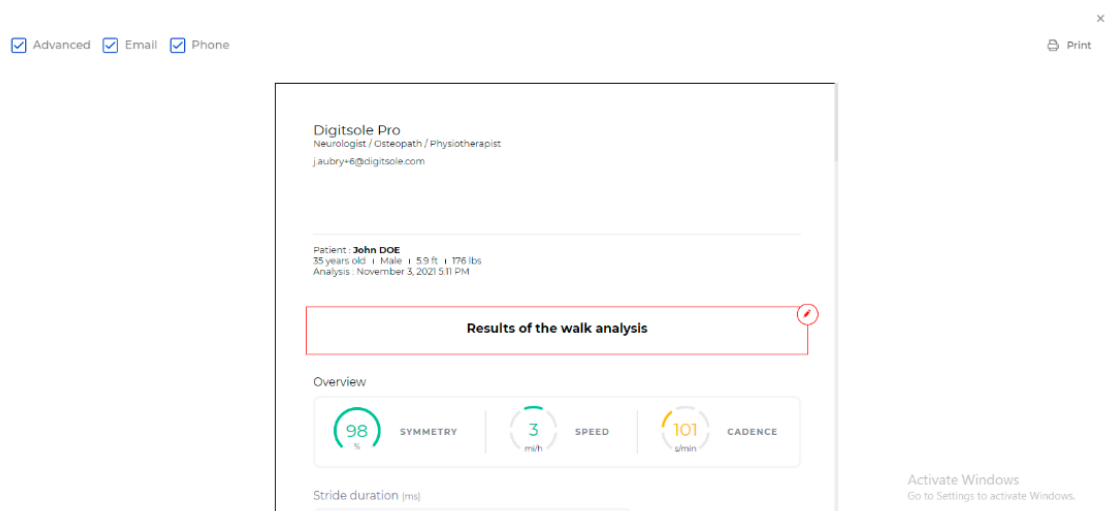 ×
Advanced Email Phone
Print
Digitsole Pro
Neurologist / Osteopath / Physiotherapist
j.aubry+6@digitsole.com
Patient : John DOE
35 years old | Male | 5.9 ft | 176 lbs
Analysis : November 3, 2021 5:11 PM
Results of the walk analysis
Overview
98 % SYMMETRY
3 mi/h SPEED
101 s/min CADENCE
Stride duration (ms)
Activate Windows
Go to Settings to activate Windows.